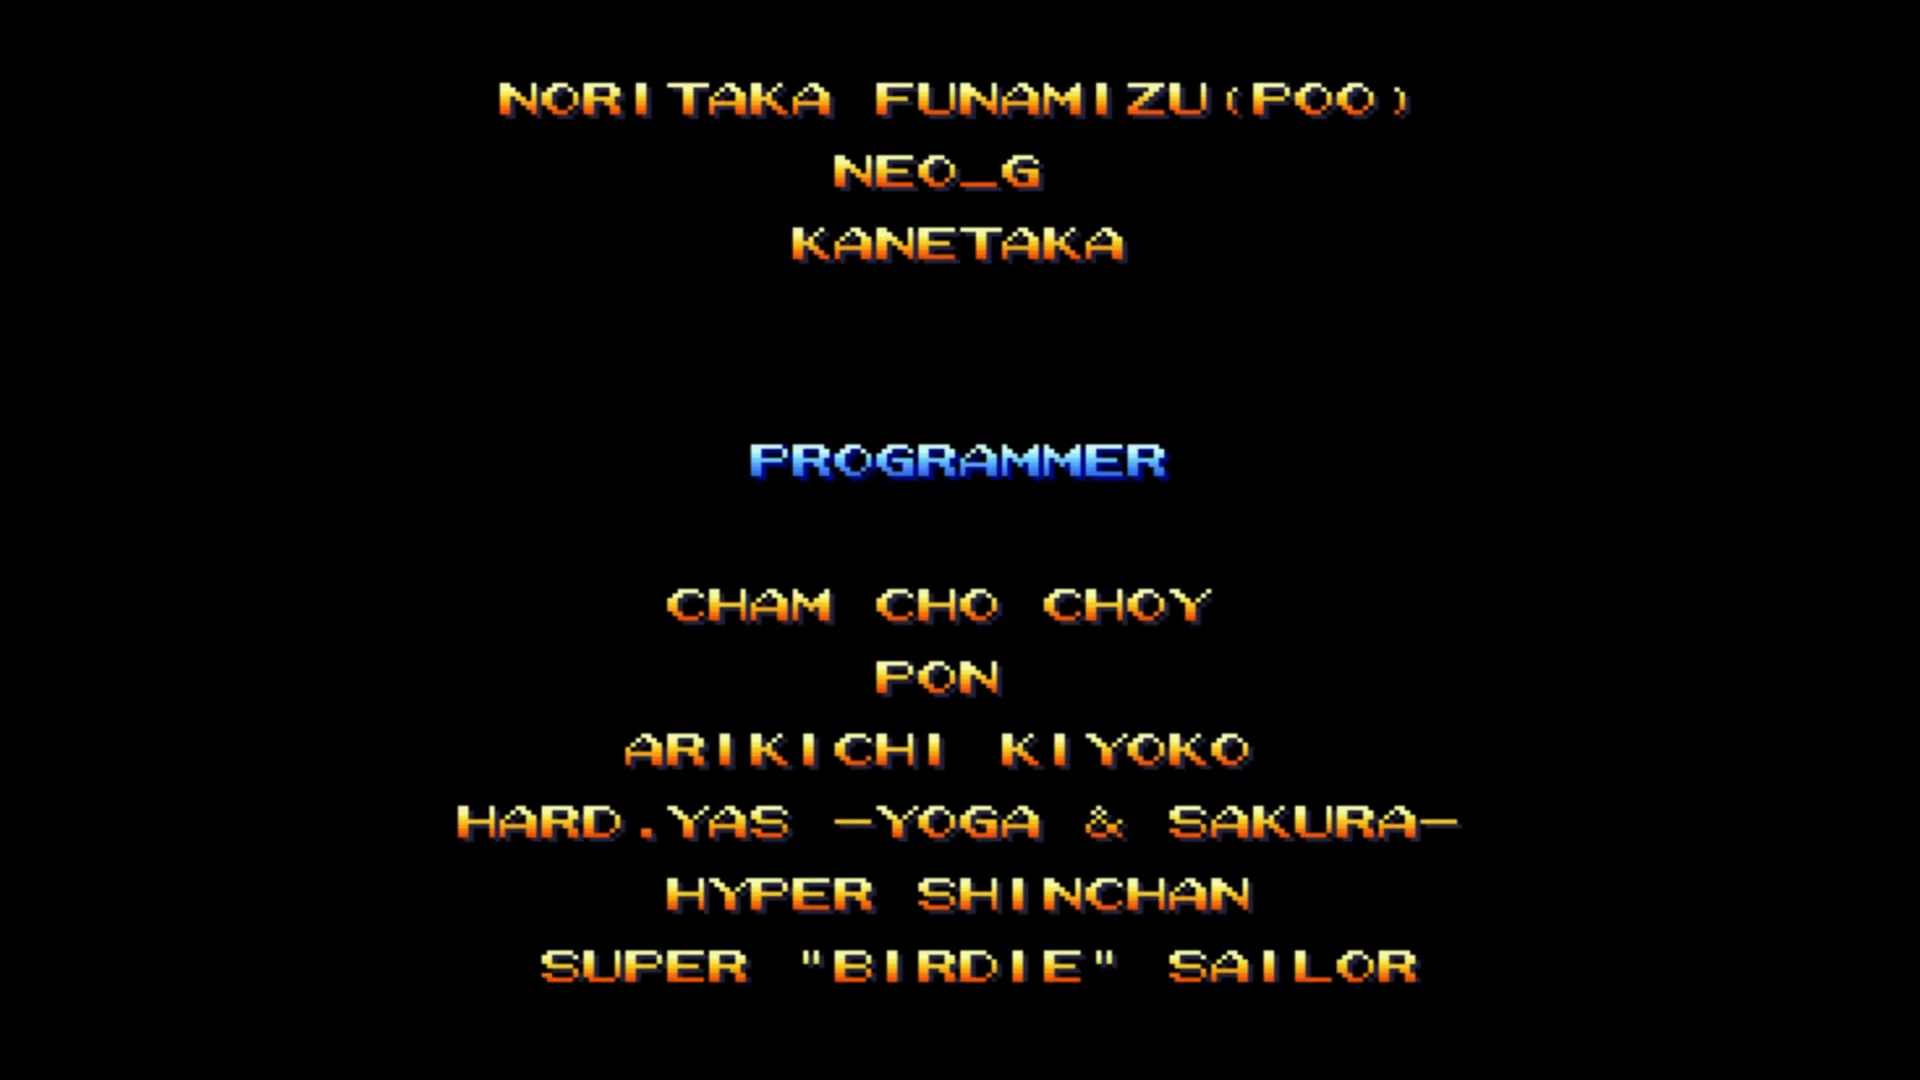 NORITAKA FUNAMIZU(POO)
NEO_G
KANETAKA
PROGRAMMER
CHAM CHO CHOY
PON
ARIKICHI KIYOKO
HARD.YAS -YOGA & SAKURA-
HYPER SHINCHAN
SUPER "BIRDIE" SAILOR